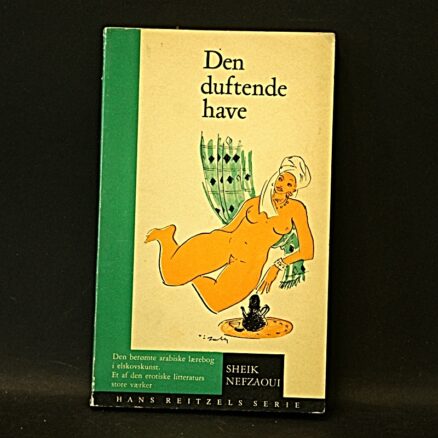 Den
duftende
have
Den berømte arabiske lærebog
i elskovskunst.
Et af den erotiske litteraturs
store værker
SHEIK
NEFZAOUI
HANS REITZELS SERIE